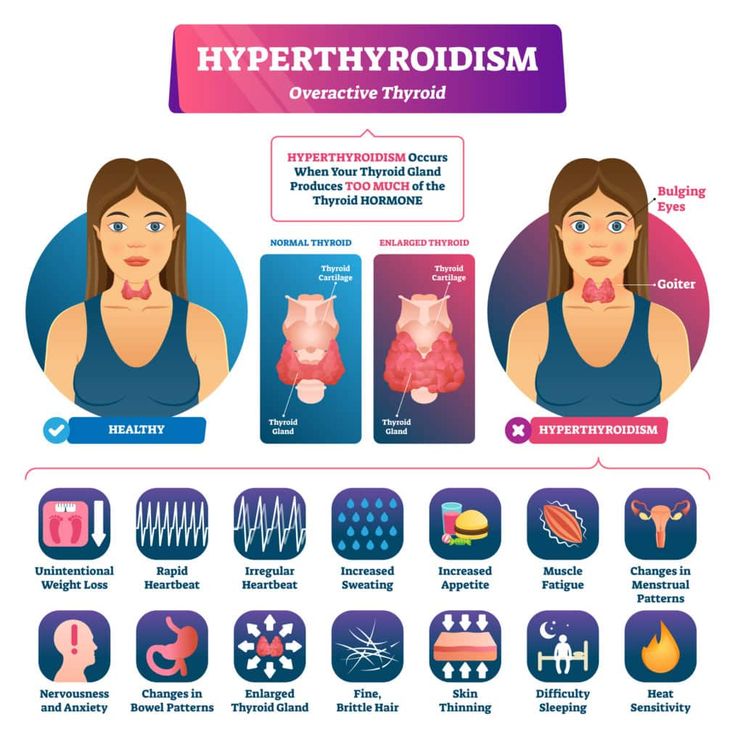 HYPERTHYROIDISM
Overactive Thyroid
HYPERTHYROIDISM Occurs
When Your Thyroid Gland
Produces TOO MUCH of the
Thyroid HORMONE
NORMAL THYROID
ENLARGED THYROID
Thyroid
Cartilage
Thyroid
Gland
Thyroid
Cartilage
Thyroid
Gland
Bulging
Eyes
Goiter
HEALTHY
HYPERTHYROIDISM
Unintentional
Weight Loss
Rapid
Heartbeat
Irregular
Heartbeat
Increased
Sweating
Increased
Appetite
Muscle
Fatigue
Changes in
Menstrual
Patterns
Nervousness
and Anxiety
Changes in
Bowel Patterns
Enlarged
Thyroid Gland
Fine,
Brittle Hair
Skin
Thinning
Difficulty
Sleeping
Heat
Sensitivity